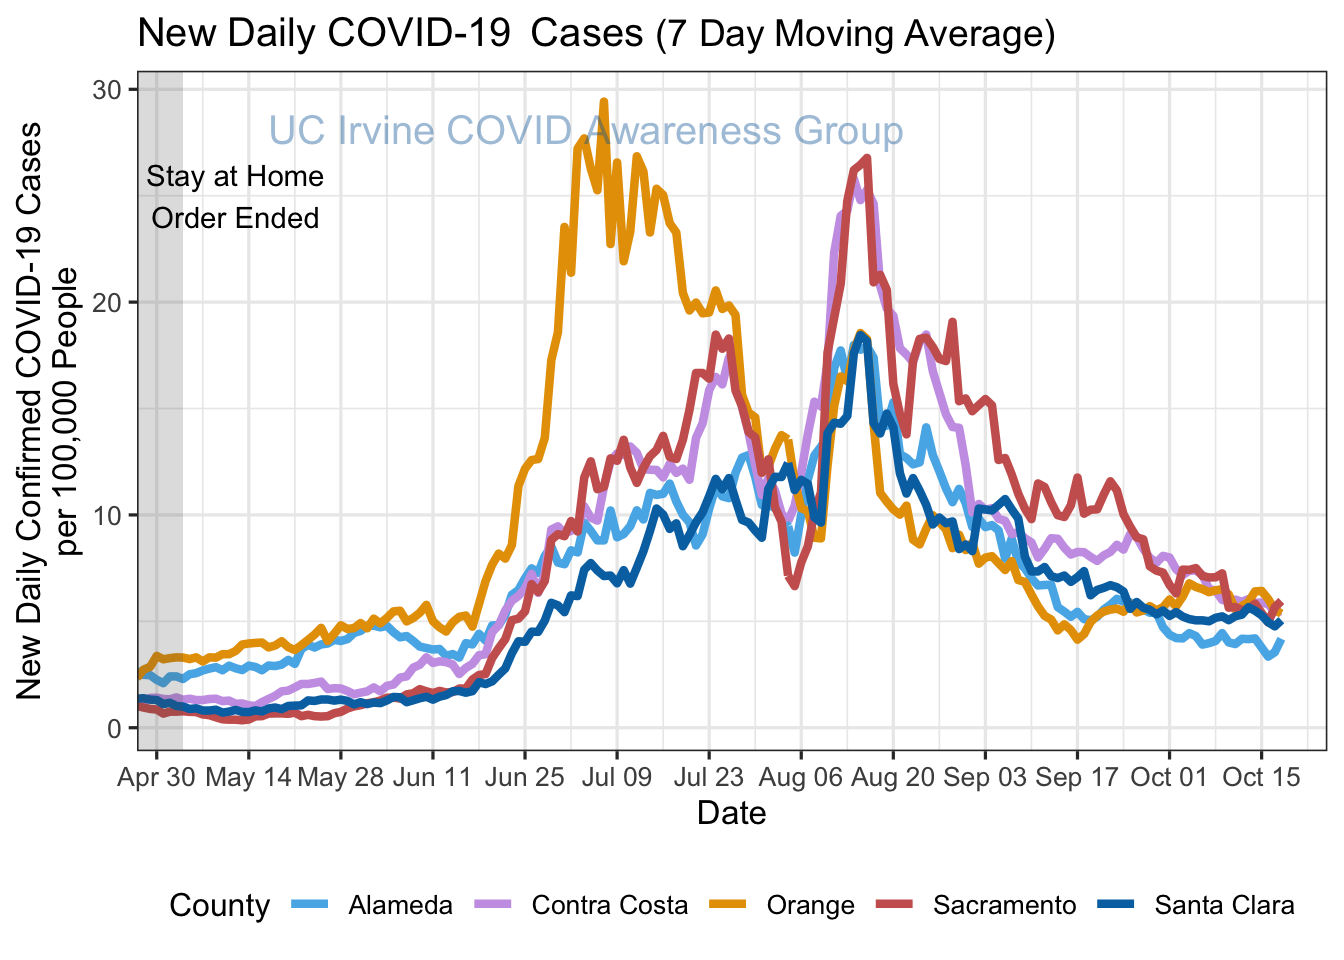 New Daily COVID-19  Cases (7 Day Moving Average)
UC Irvine COVID Awareness Group
Stay at Home
Order Ended
New Daily Confirmed COVID-19 Cases
per 100,000 People
30
20
10
0
Apr 30 May 14 May 28 Jun 11 Jun 25 Jul 09 Jul 23 Aug 06 Aug 20 Sep 03 Sep 17 Oct 01 Oct 15
Date
County Alameda Contra Costa Orange Sacramento Santa Clara